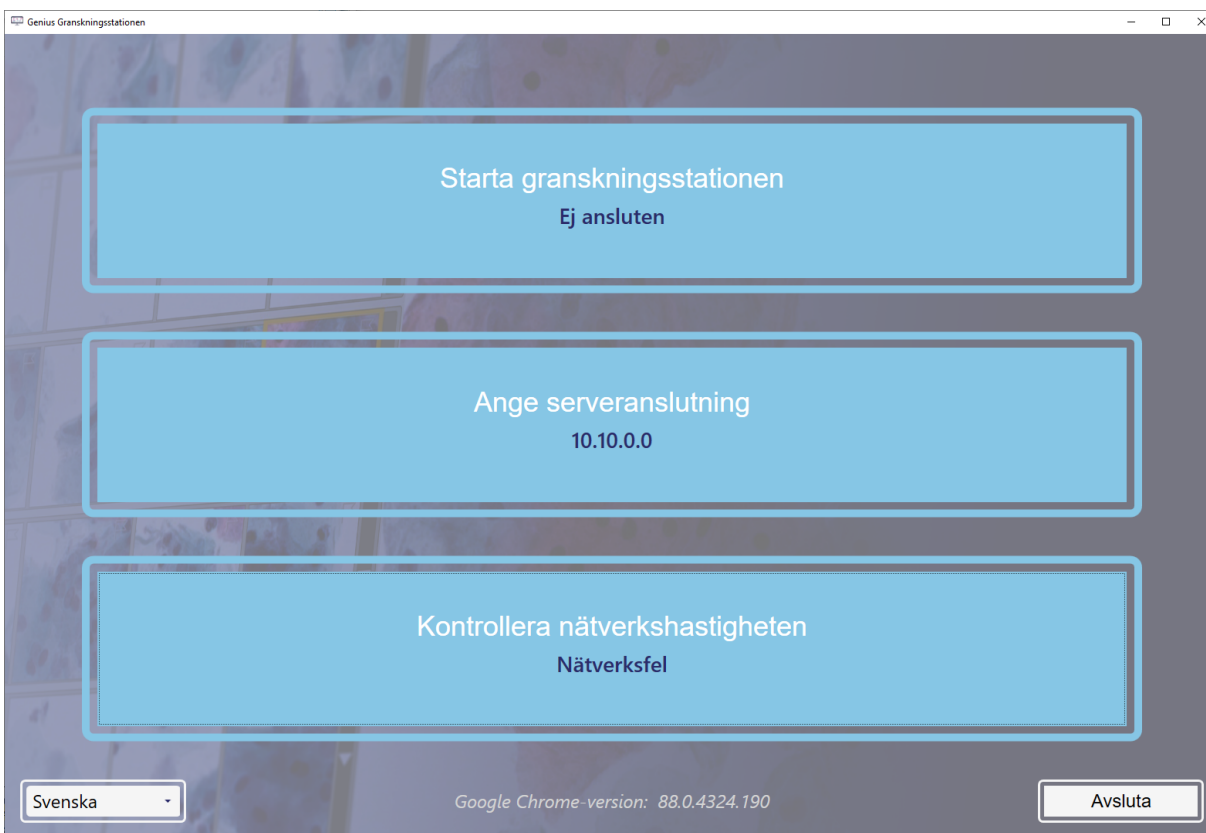 Genius Granskningsstationen
Starta granskningsstationen
Ej ansluten
Ange serveranslutning
10.10.0.0
Kontrollera nätverkshastigheten
Nätverksfel
Svenska
Google Chrome-version: 88.0.4324.190
Avsluta